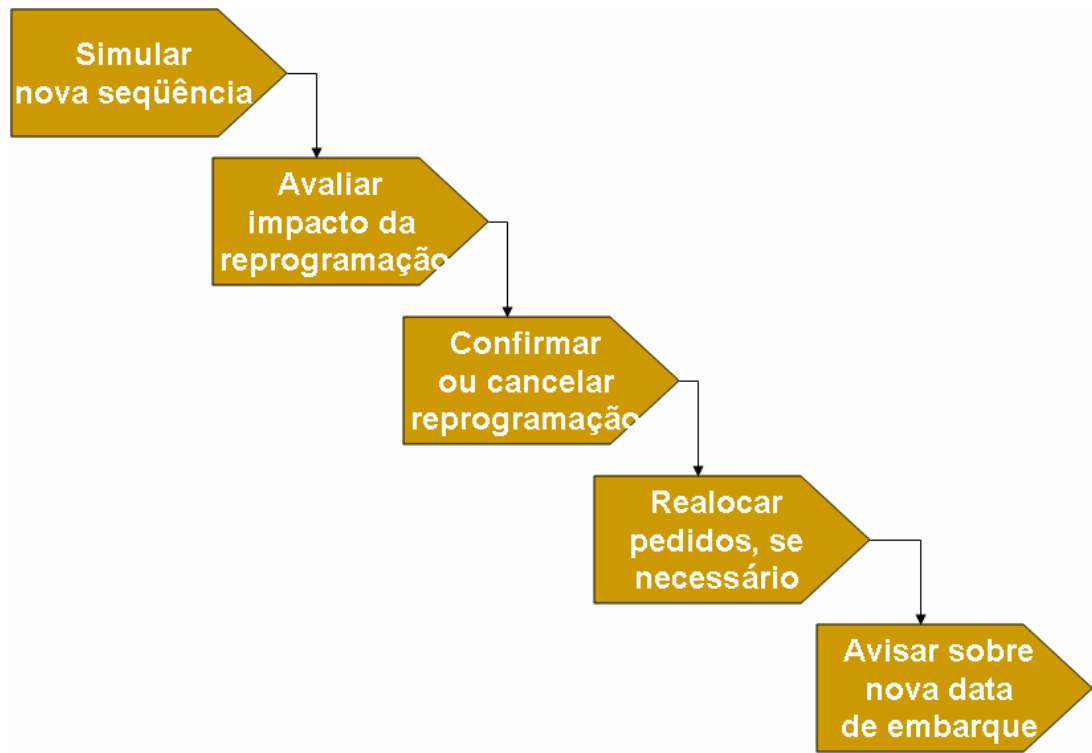 Simular
nova seqüência
Avaliar
impacto da
reprogramação
Confirmar
ou cancelar
reprogramação
Realocar
pedidos, se
necessário
Avisar sobre
nova data
de embarque